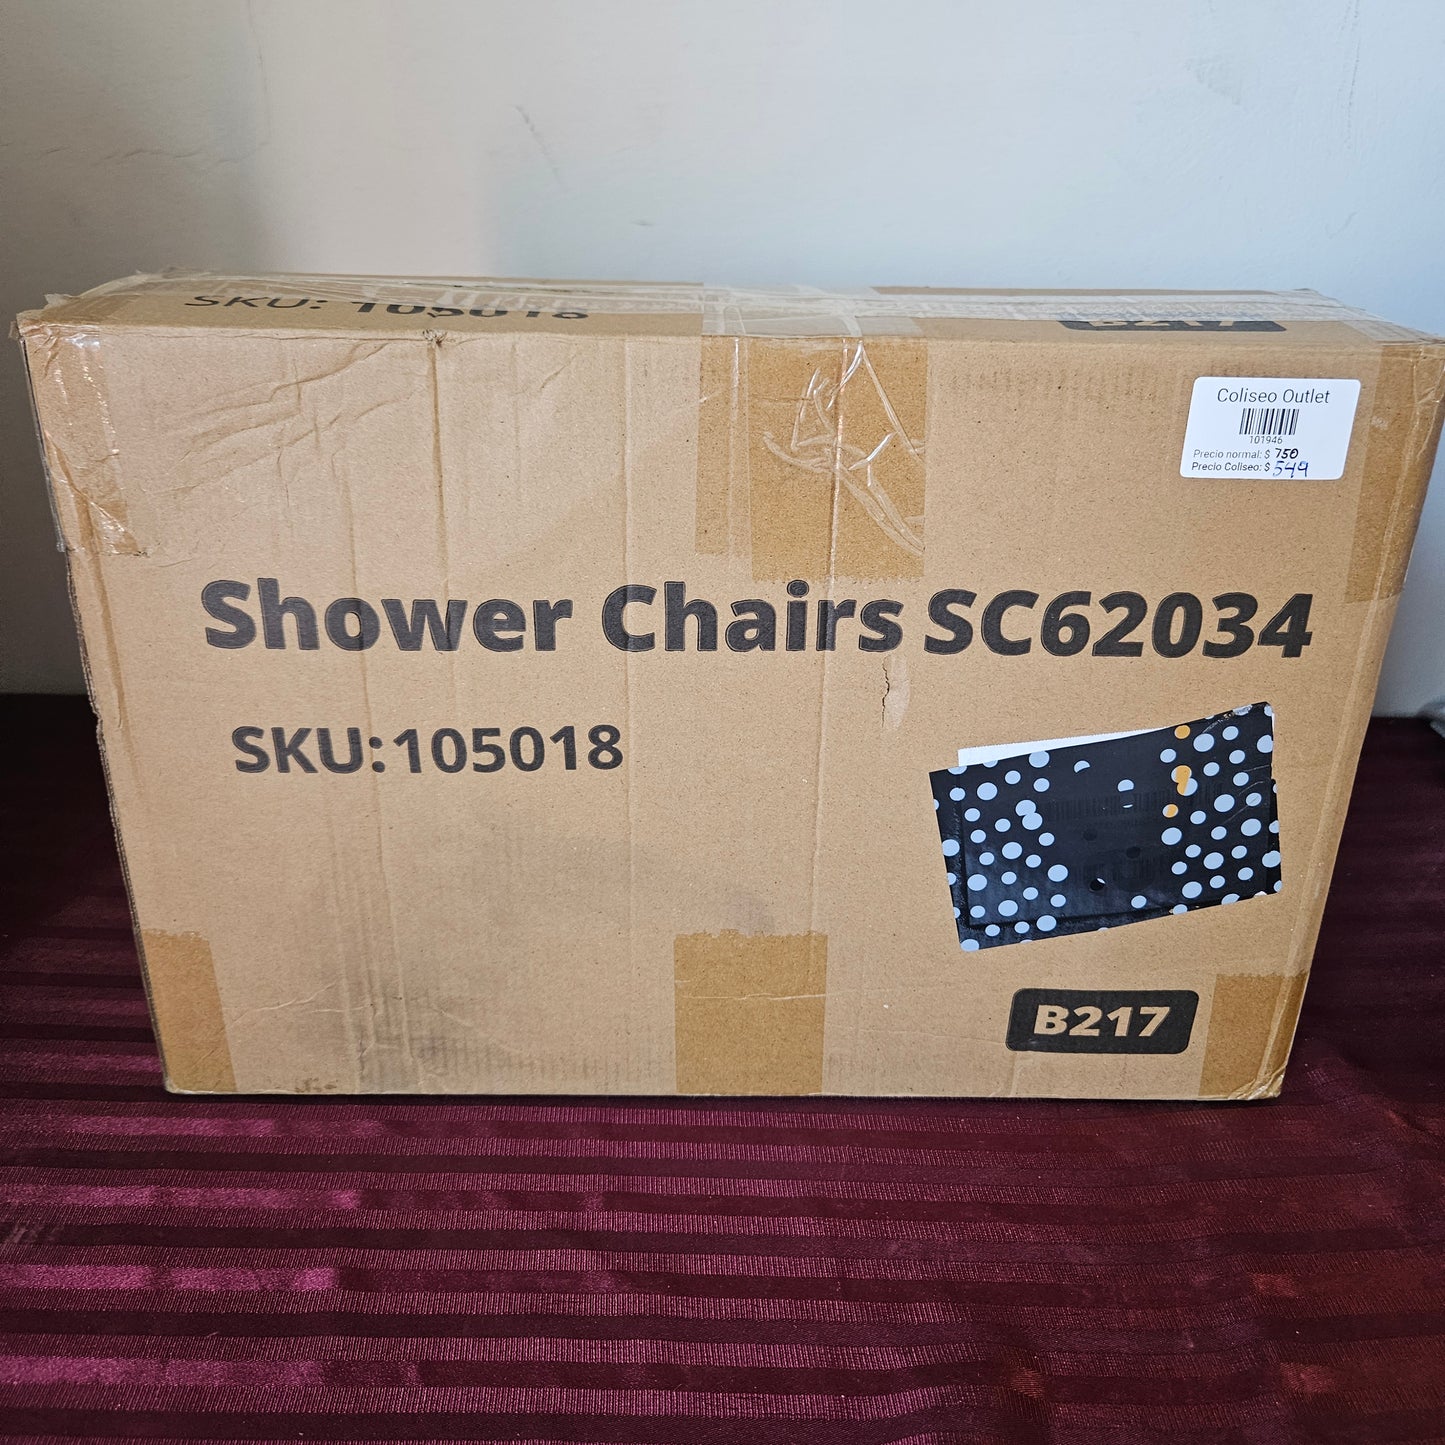 SKU: 105018
B217
Coliseo Outlet
101946
Precio normal: $ 750
Precio Coliseo: $ 549
Shower Chairs SC62034
SKU:105018
B217